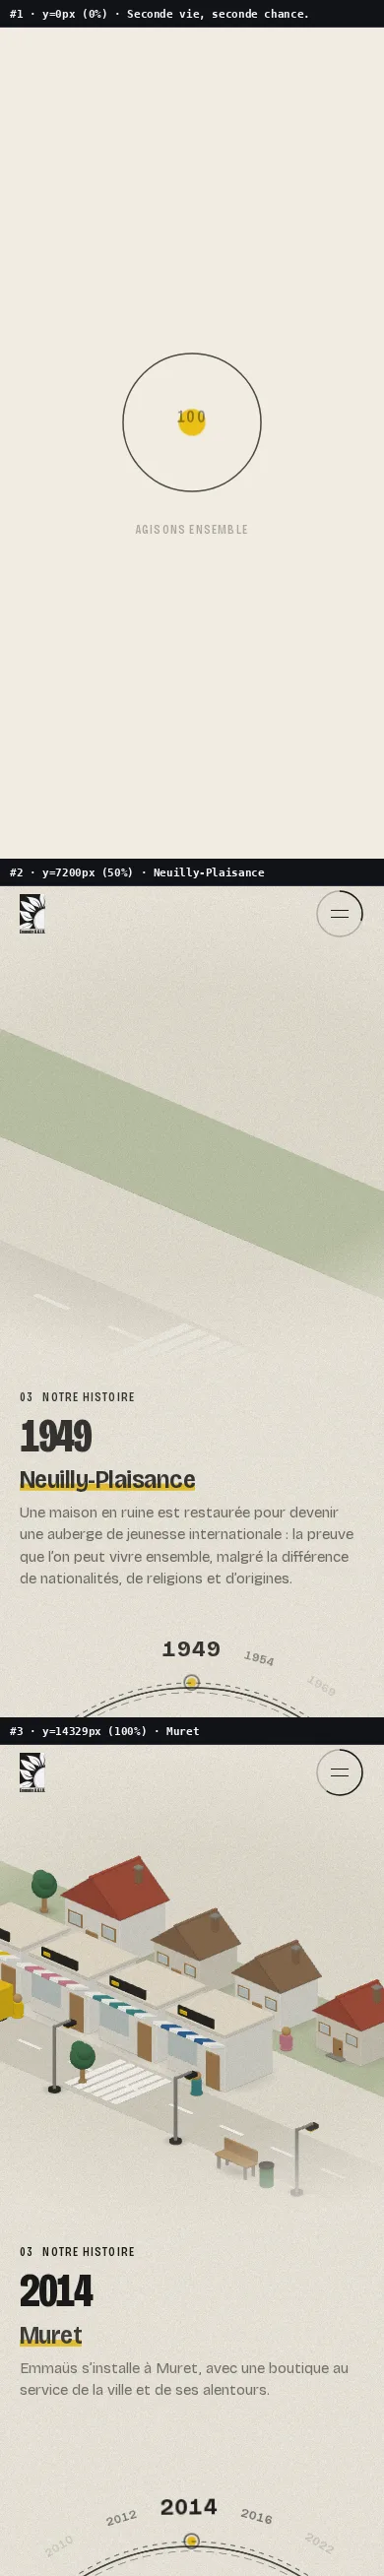 #1 · y=0px (0%) · Seconde vie, seconde chance.
100
AGISONS ENSEMBLE
#2 · y=7200px (50%) · Neuilly-Plaisance
03 NOTRE HISTOIRE
1949
Neuilly-Plaisance
Une maison en ruine est restaurée pour devenir
une auberge de jeunesse internationale : la preuve
que l'on peut vivre ensemble, malgré la différence
de nationalités, de religions et d'origines.
1949 1954 1969
#3 · y=14329px (100%) · Muret
03 NOTRE HISTOIRE
2014
Muret
Emmaüs s'installe à Muret, avec une boutique au
service de la ville et de ses alentours.
2010 2012 2014 2016 2022